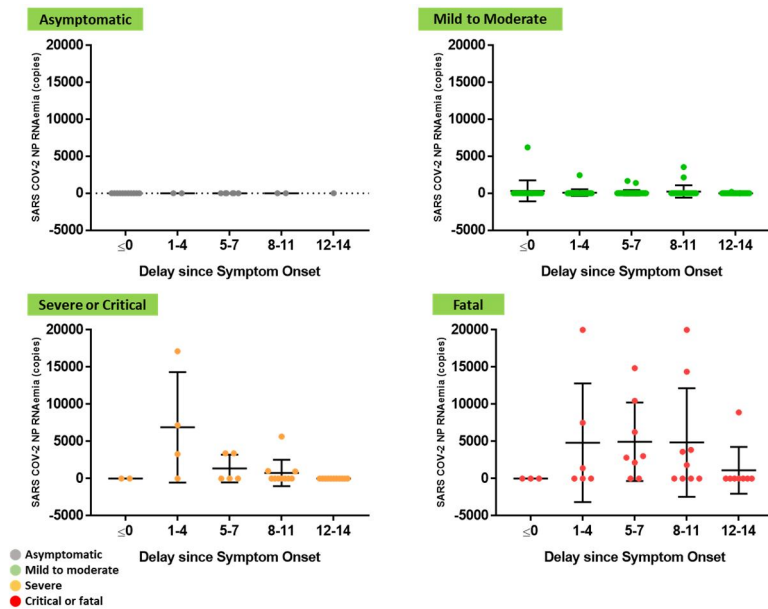 Asymptomatic
SARS COV-2 NP RNAemia (copies)
20000
15000
10000
5000
0
-5000
≤0 1-4 5-7 8-11 12-14
Delay since Symptom Onset
Mild to Moderate
SARS COV-2 NP RNAemia (copies)
20000
15000
10000
5000
0
-5000
≤0 1-4 5-7 8-11 12-14
Delay since Symptom Onset
Severe or Critical
SARS COV-2 NP RNAemia (copies)
20000
15000
10000
5000
0
-5000
≤0 1-4 5-7 8-11 12-14
Delay since Symptom Onset
Fatal
SARS COV-2 NP RNAemia (copies)
20000
15000
10000
5000
0
-5000
≤0 1-4 5-7 8-11 12-14
Delay since Symptom Onset
Asymptomatic
Mild to moderate
Severe
Critical or fatal